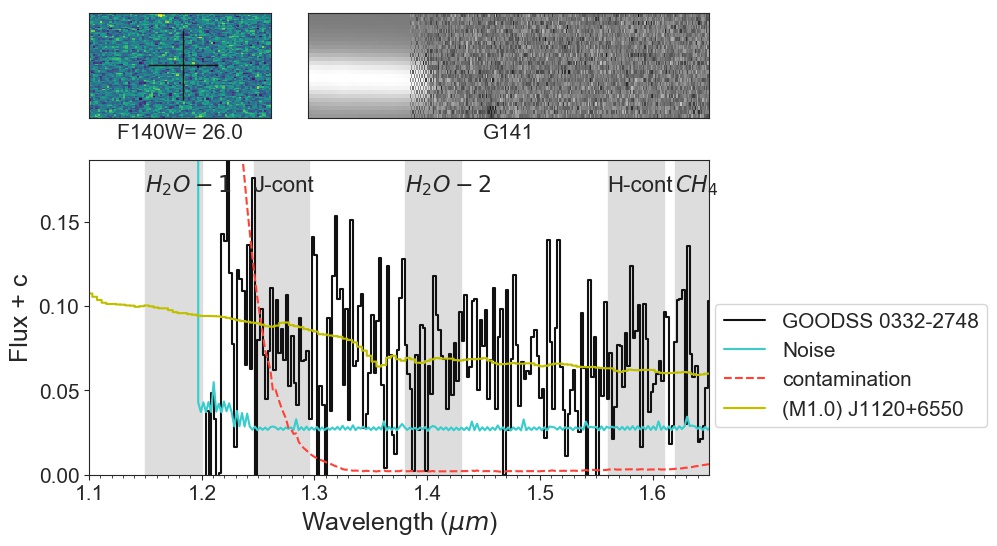 F140W= 26.0
G141
H₂O − 1
J-cont
H₂O − 2
H-cont
CH₄
0.15
0.10
0.05
0.00
Flux + c
1.1
1.2
1.3
1.4
1.5
1.6
Wavelength (μm)
GOODSS 0332-2748
Noise
contamination
(M1.0) J1120+6550